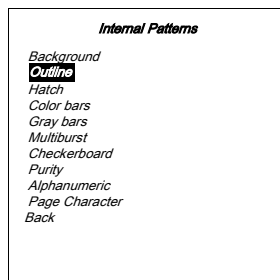 Internal Patterns
Background
Outline
Hatch
Color bars
Gray bars
Multiburst
Checkerboard
Purity
Alphanumeric
Page Character
Back